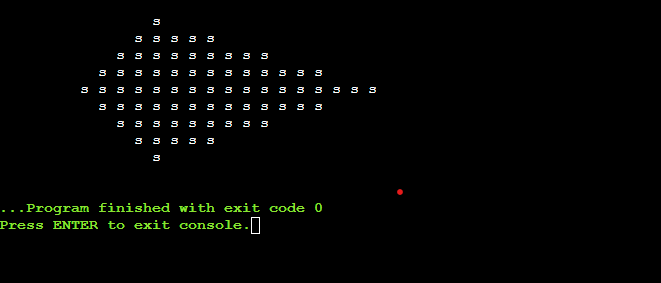 s
               s s s s s
             s s s s s s s s s
           s s s s s s s s s s s s s
         s s s s s s s s s s s s s s s s s
           s s s s s s s s s s s s s
             s s s s s s s s s
               s s s s s
                 s
...Program finished with exit code 0
Press ENTER to exit console.